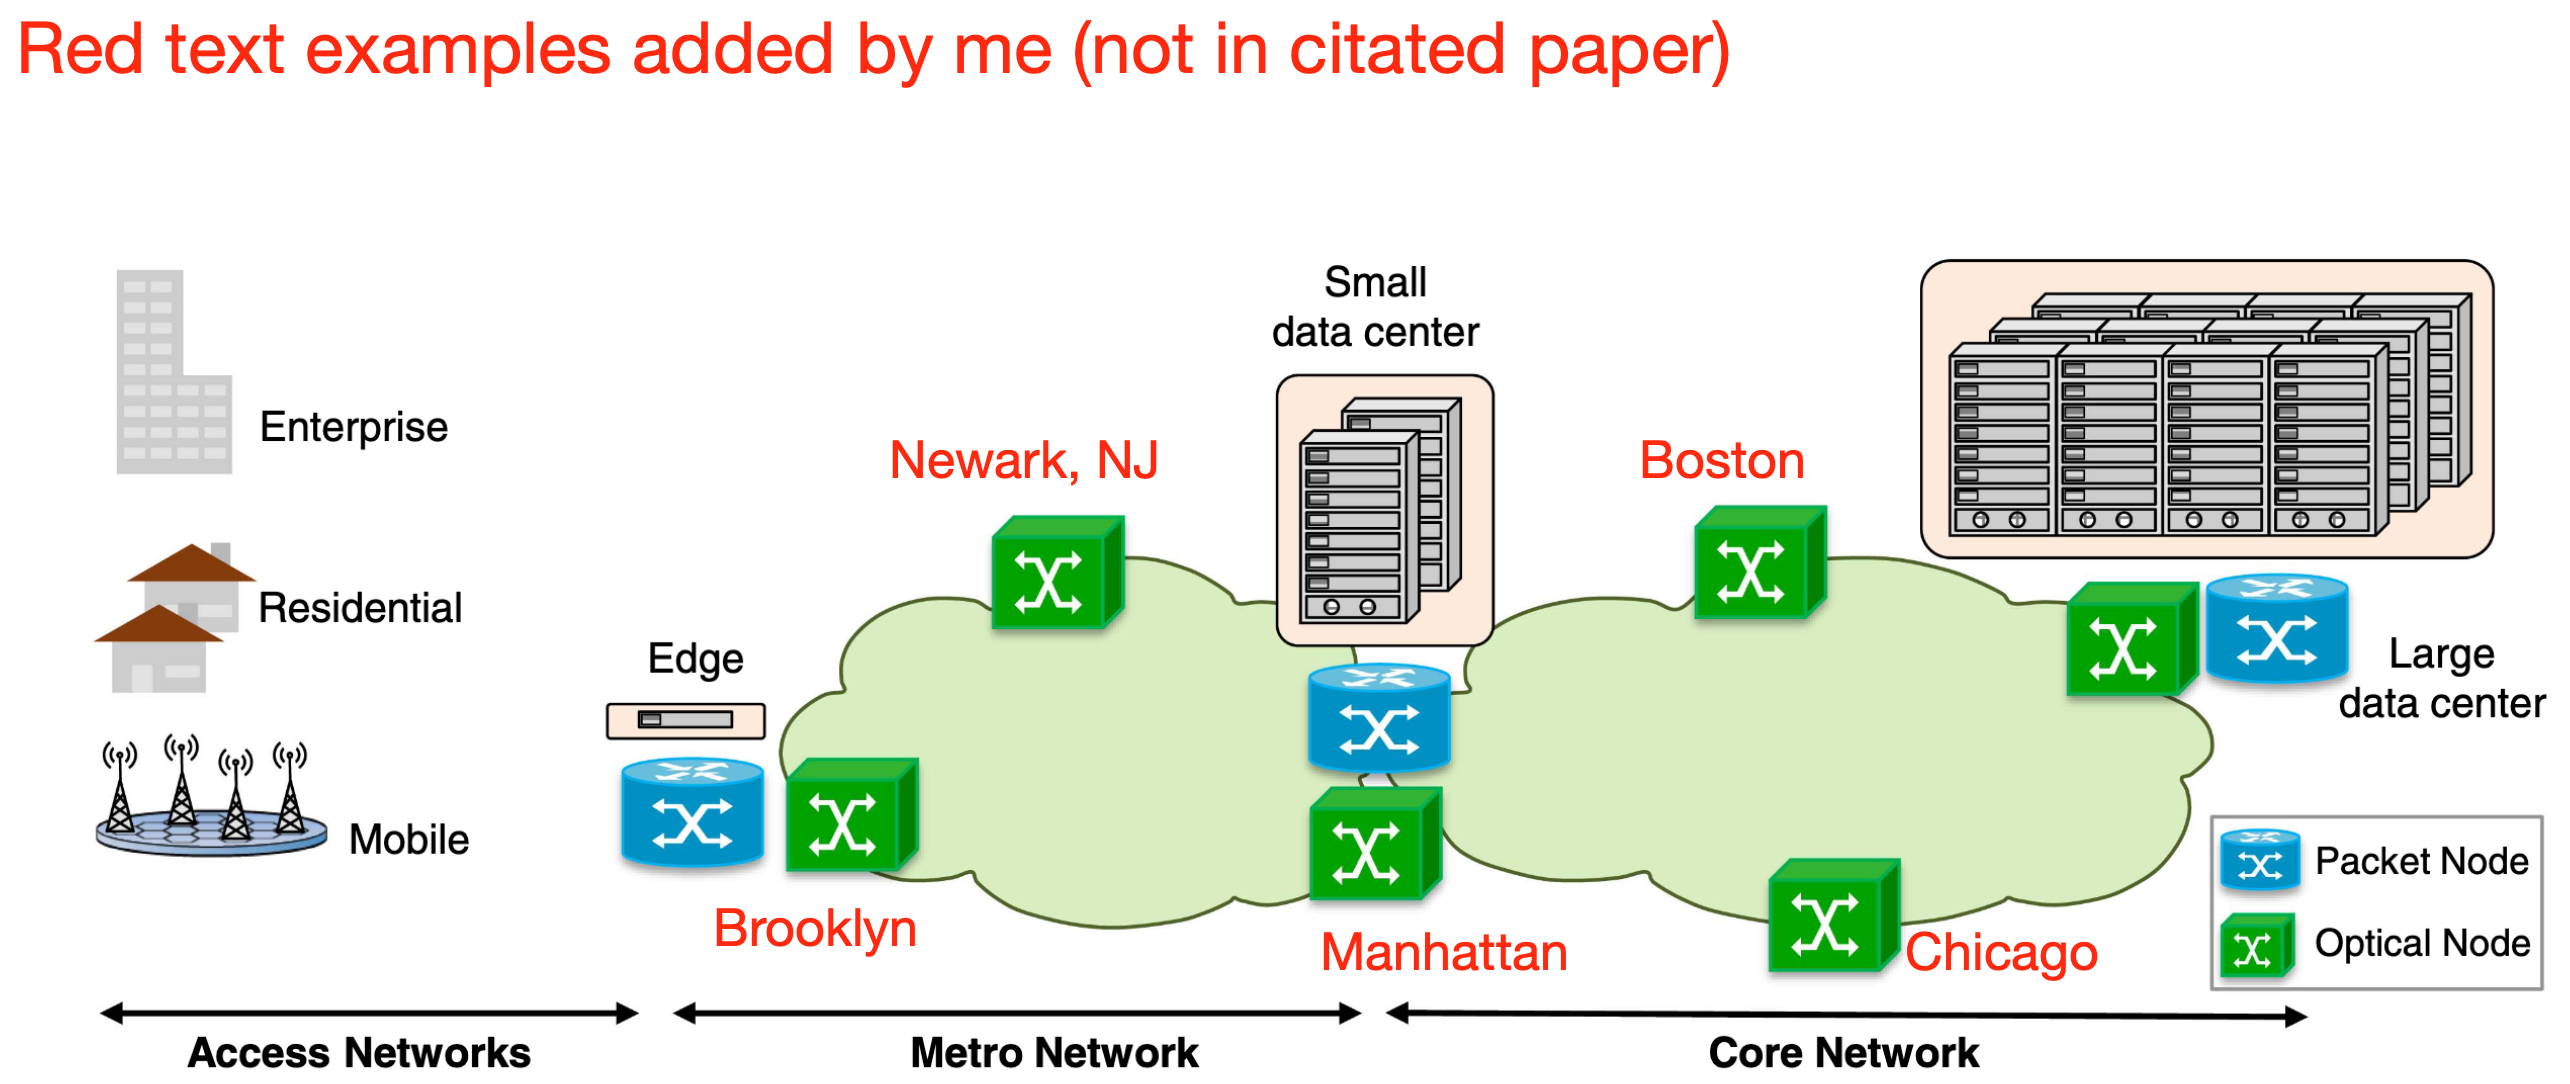 Red text examples added by me (not in citated paper)
Small
data center
Enterprise
Newark, NJ
Boston
Residential
Edge
Large
data center
Mobile
Packet Node
Optical Node
Brooklyn
Manhattan
Chicago
Access Networks
Metro Network
Core Network